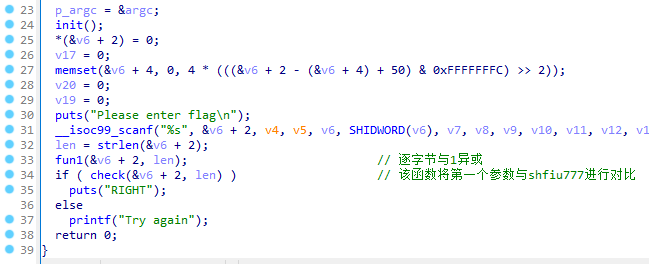 23 p_argc = &argc;
24 init();
25 *(&v6 + 2) = 0;
26 v17 = 0;
27 memset(&v6 + 4, 0, 4 * (((&v6 + 2 - (&v6 + 4) + 50) & 0xFFFFFFFC) >> 2));
28 v20 = 0;
29 v19 = 0;
30 puts("Please enter flag\n");
31 __isoc99_scanf("%s", &v6 + 2, v4, v5, v6, SHIDWORD(v6), v7, v8, v9, v10, v11, v12, v1
32 len = strlen(&v6 + 2);
33 fun1(&v6 + 2, len); // 逐字节与1异或
34 if ( check(&v6 + 2, len) ) // 该函数将第一个参数与shfiu777进行对比
35 puts("RIGHT");
36 else
37 printf("Try again");
38 return 0;
39 }